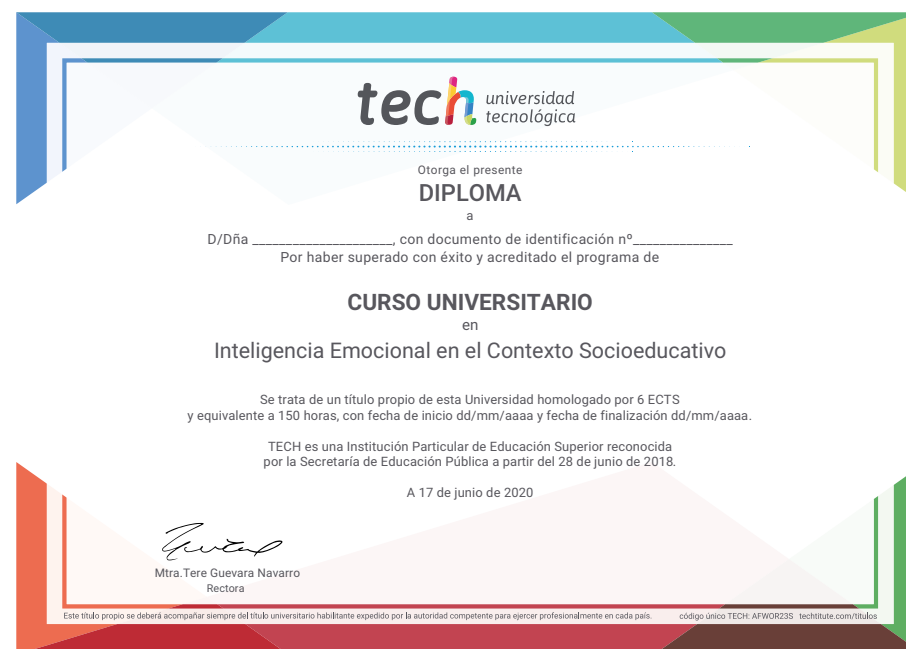 tech universidad
tecnológica
Otorga el presente
DIPLOMA
a
D/Dña _____________________, con documento de identificación nº_______________
Por haber superado con éxito y acreditado el programa de
CURSO UNIVERSITARIO
en
Inteligencia Emocional en el Contexto Socioeducativo
Se trata de un título propio de esta Universidad homologado por 6 ECTS
y equivalente a 150 horas, con fecha de inicio dd/mm/aaaa y fecha de finalización dd/mm/aaaa.
TECH es una Institución Particular de Educación Superior reconocida
por la Secretaría de Educación Pública a partir del 28 de junio de 2018.
A 17 de junio de 2020
Mtra.Tere Guevara Navarro
Rectora
Este título propio se deberá acompañar siempre del título universitario habilitante expedido por la autoridad competente para ejercer profesionalmente en cada país. código único TECH: AFWOR23S techtitute.com/titulos